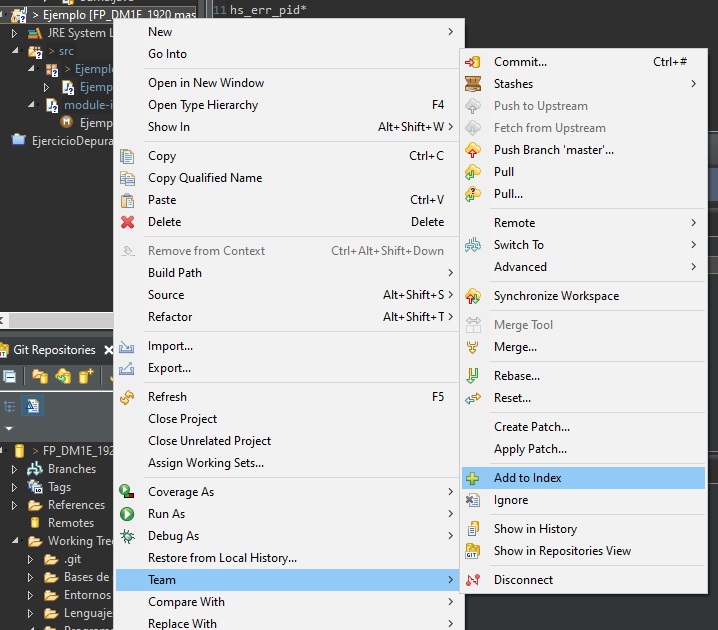 > Ejemplo [FP_DM1E_1920 mas
11 hs_err_pid*
JRE System L
> src
> Ejempl
Ejemp
module-i
Ejemp
EjercicioDepura
New
Go Into
Open in New Window
Open Type Hierarchy F4
Show In Alt+Shift+W >
Copy Ctrl+C
Copy Qualified Name
Paste Ctrl+V
Delete Delete
Remove from Context Ctrl+Alt+Shift+Down
Build Path
Source Alt+Shift+S >
Refactor Alt+Shift+T >
Import...
Export...
Refresh F5
Close Project
Close Unrelated Project
Assign Working Sets...
Coverage As
Run As
Debug As
Restore from Local History...
Team
Compare With
Replace With
Commit... Ctrl+#
Stashes
Push to Upstream
Fetch from Upstream
Push Branch 'master'...
Pull
Pull...
Remote
Switch To
Advanced
Synchronize Workspace
Merge Tool
Merge...
Rebase...
Reset...
Create Patch...
Apply Patch...
Add to Index
Ignore
Show in History
Show in Repositories View
Disconnect
Git Repositories
> FP_DM1E_192
Branches
Tags
References
Remotes
Working Tree
.git
Bases de
Entornos
Lenguaje